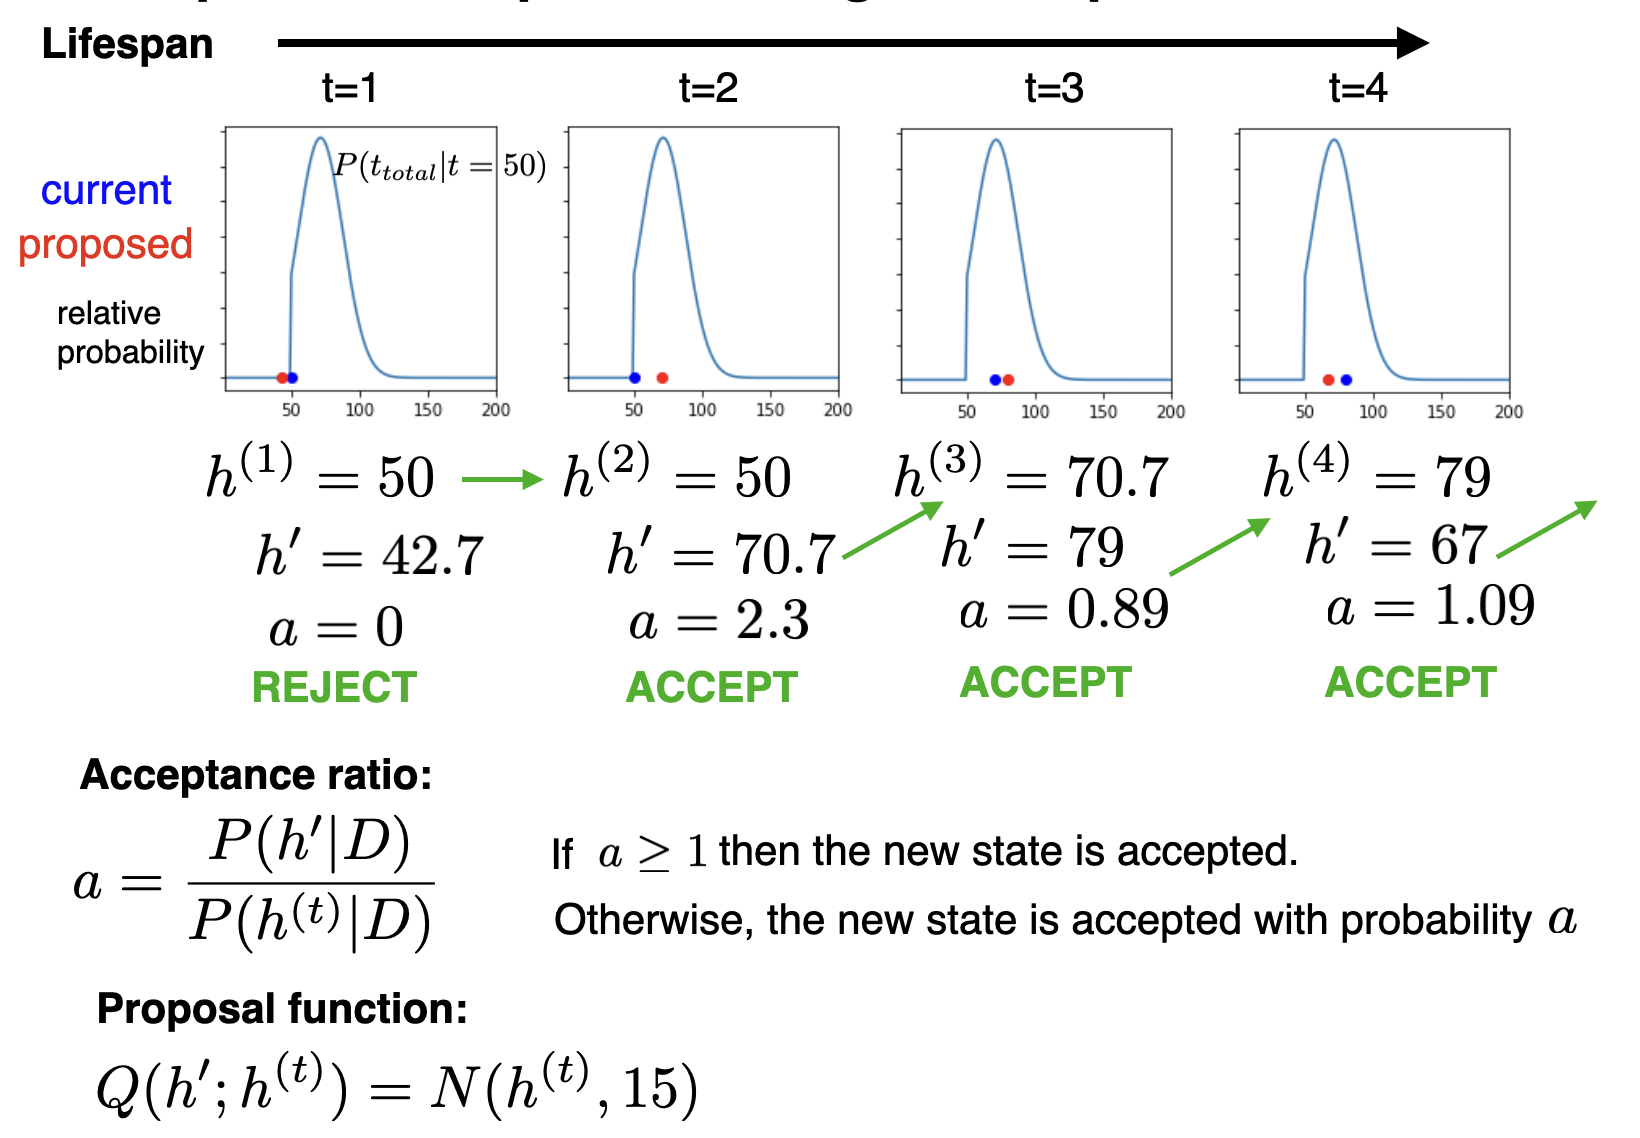 Lifespan
t=1 t=2 t=3 t=4
P(t_{total}|t = 50)
current
proposed
relative
probability
50 100 150 200 50 100 150 200 50 100 150 200 50 100 150 200
h^{(1)} = 50 h^{(2)} = 50 h^{(3)} = 70.7 h^{(4)} = 79
h′ = 42.7 h′ = 70.7 h′ = 79 h′ = 67
a = 0 a = 2.3 a = 0.89 a = 1.09
REJECT ACCEPT ACCEPT ACCEPT
Acceptance ratio:
a = P(h′|D) / P(h^{(t)}|D)
If a ≥ 1 then the new state is accepted.
Otherwise, the new state is accepted with probability a
Proposal function:
Q(h′; h^{(t)}) = N(h^{(t)}, 15)